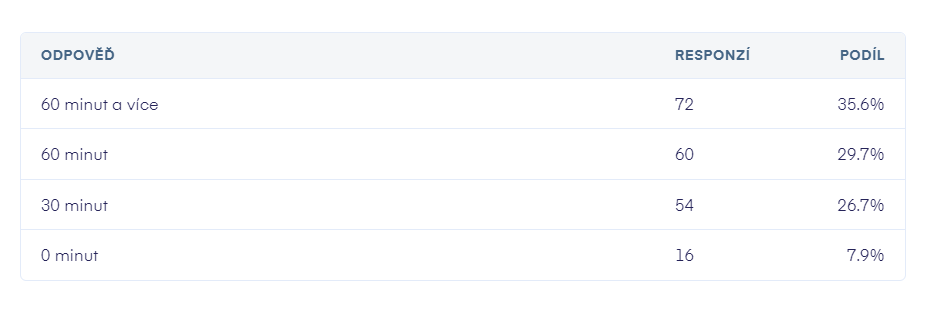 ODPOVĚĎ RESPONZÍ PODÍL
60 minut a více 72 35.6%
60 minut 60 29.7%
30 minut 54 26.7%
0 minut 16 7.9%